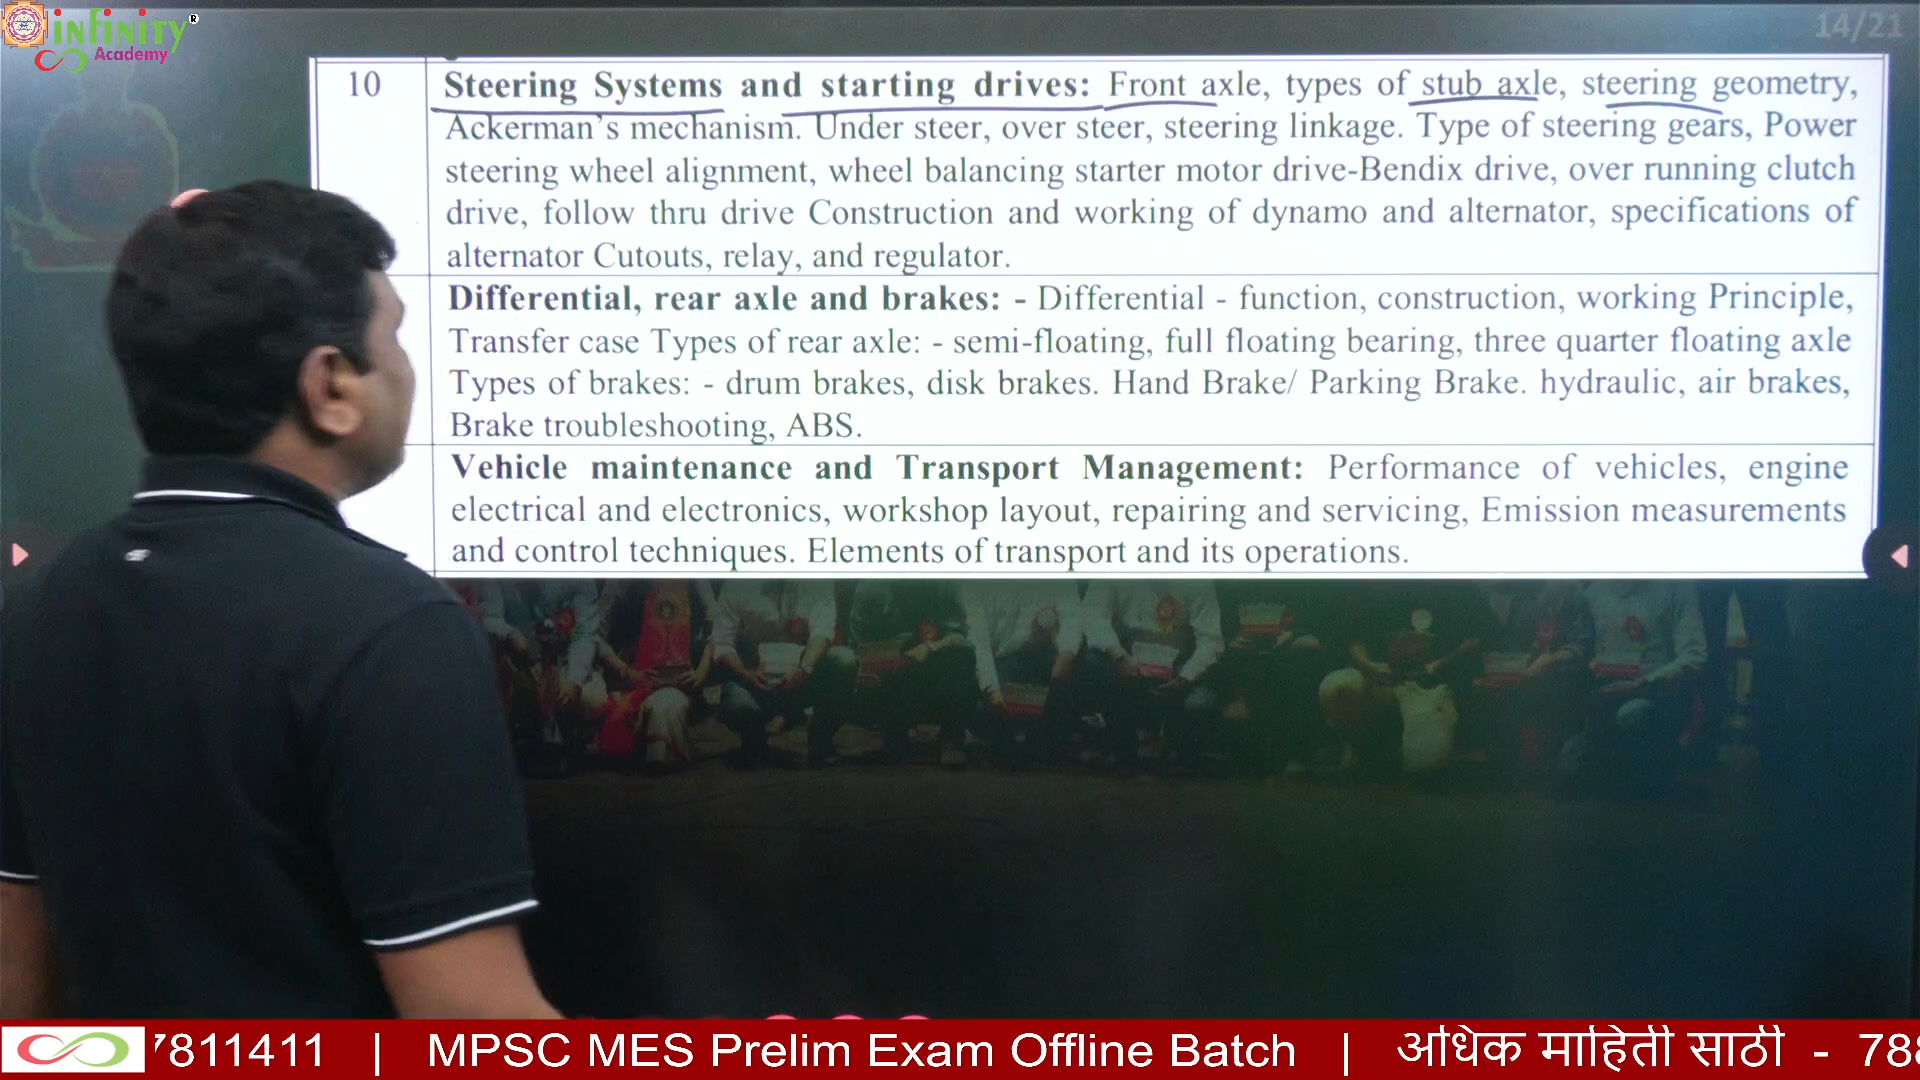 infinity ®
Academy
14/21
10
Steering Systems and starting drives: Front axle, types of stub axle, steering geometry,
Ackerman's mechanism. Under steer, over steer, steering linkage. Type of steering gears, Power
steering wheel alignment, wheel balancing starter motor drive-Bendix drive, over running clutch
drive, follow thru drive Construction and working of dynamo and alternator, specifications of
alternator Cutouts, relay, and regulator.
Differential, rear axle and brakes: - Differential - function, construction, working Principle,
Transfer case Types of rear axle: - semi-floating, full floating bearing, three quarter floating axle
Types of brakes: - drum brakes, disk brakes. Hand Brake/ Parking Brake. hydraulic, air brakes,
Brake troubleshooting, ABS.
Vehicle maintenance and Transport Management: Performance of vehicles, engine
electrical and electronics, workshop layout, repairing and servicing, Emission measurements
and control techniques. Elements of transport and its operations.
7811411 | MPSC MES Prelim Exam Offline Batch | अधिक माहिती साठी - 788